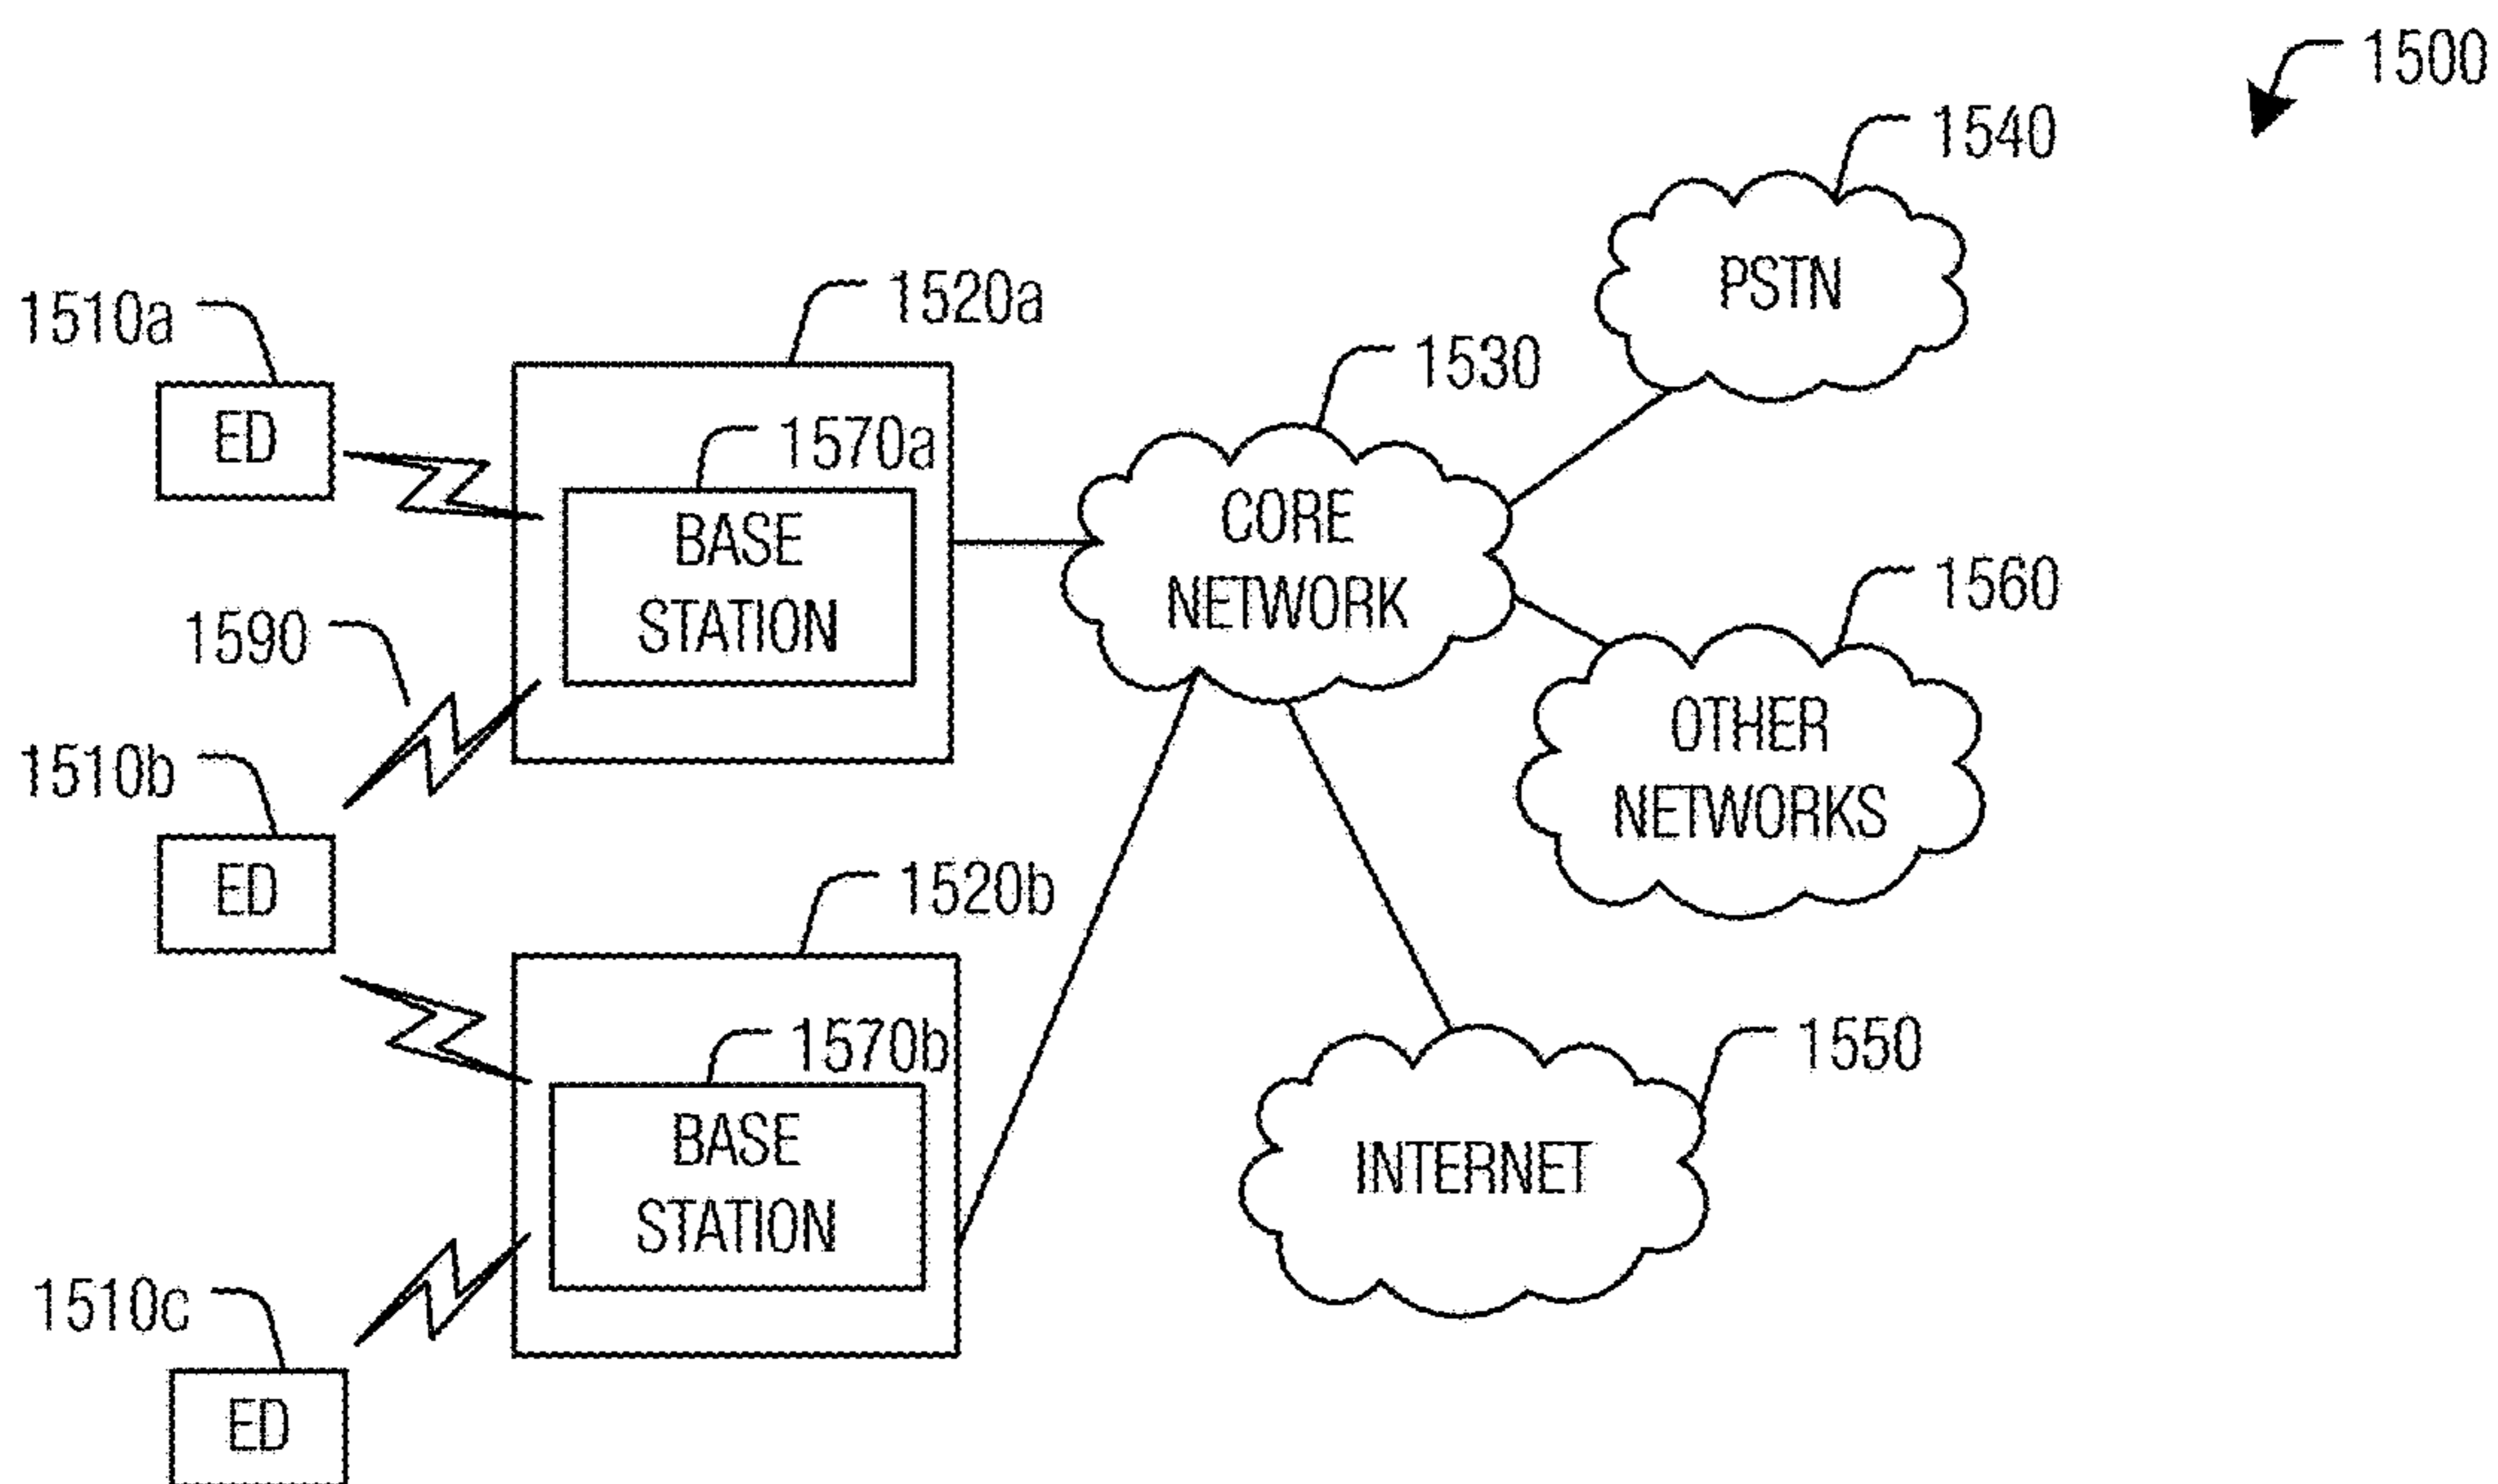 1500
1540
PSTN
1520a
1510a
1530
ED
1570a
CORE
NETWORK
BASE
STATION
1560
1590
OTHER
NETWORKS
1510b
ED
1520b
1570b
1550
BASE
STATION
INTERNET
1510c
ED